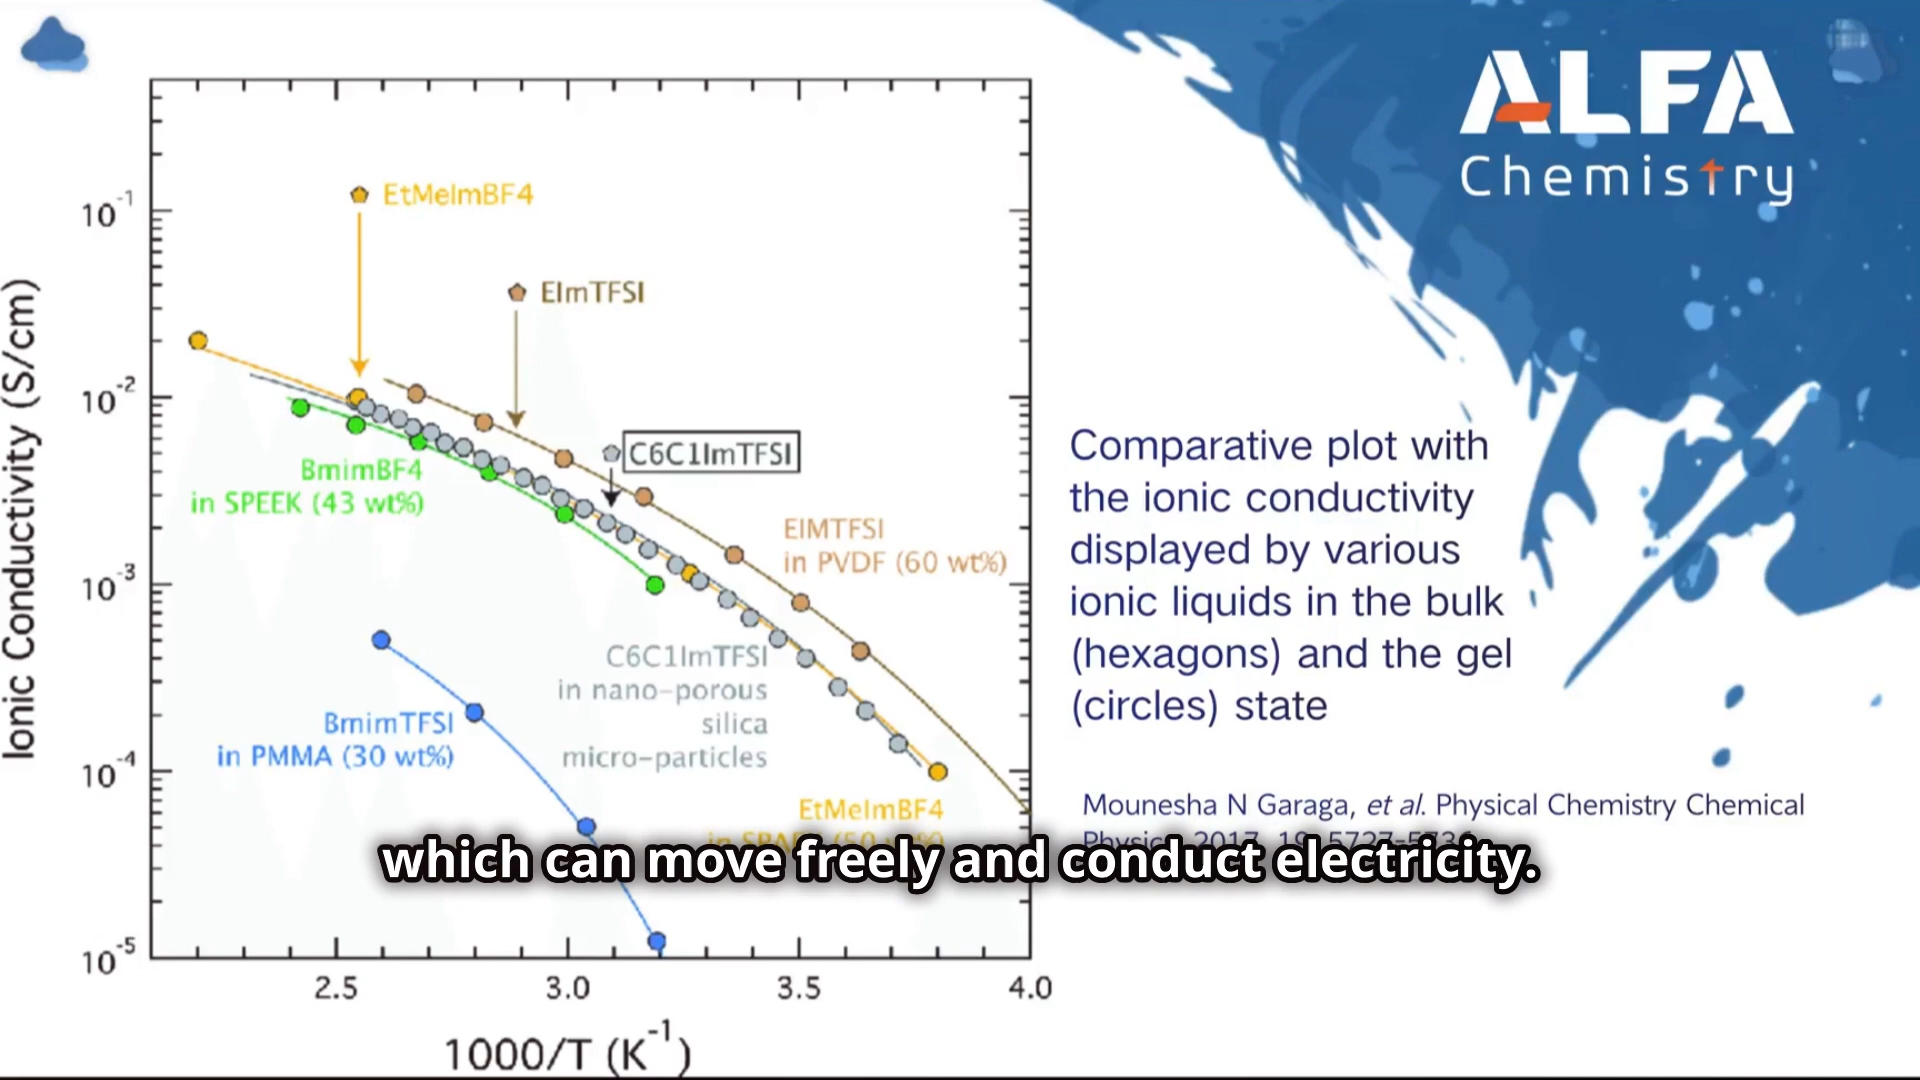 ALFA
Chemistry
Ionic Conductivity (S/cm)
10-1
10-2
10-3
10-4
10-5
EtMeImBF4
EImTFSI
C6C1ImTFSI
BmimBF4
in SPEEK (43 wt%)
EIMTFSI
in PVDF (60 wt%)
C6C1ImTFSI
in nano-porous
silica
micro-particles
BmimTFSI
in PMMA (30 wt%)
EtMeImBF4
2.5 3.0 3.5 4.0
1000/T (K-1)
Comparative plot with
the ionic conductivity
displayed by various
ionic liquids in the bulk
(hexagons) and the gel
(circles) state
Mounesha N Garaga, et al. Physical Chemistry Chemical
which can move freely and conduct electricity.